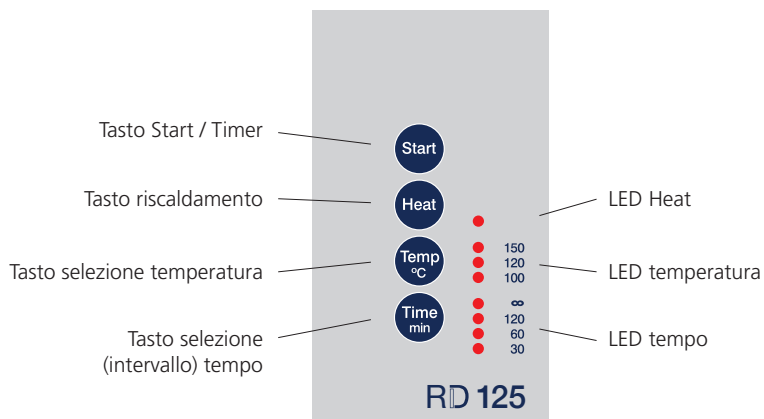 Tasto Start / Timer
Start
Tasto riscaldamento
Heat
LED Heat
Tasto selezione temperatura
Temp
°C
150
120
100
LED temperatura
Tasto selezione
(intervallo) tempo
Time
min
∞
120
60
30
LED tempo
RD 125